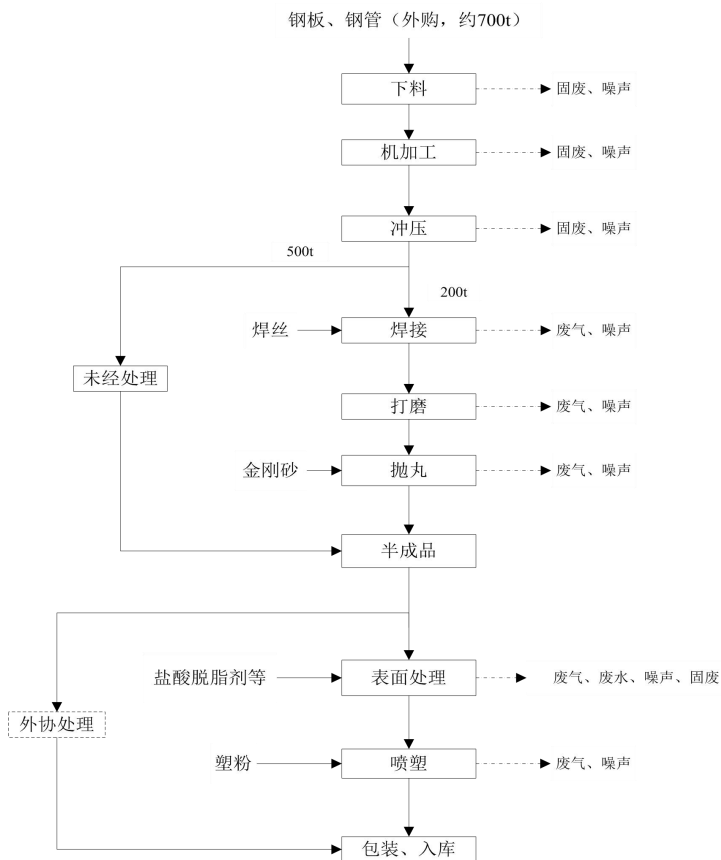 钢板、钢管（外购，约700t）
下料
固废、噪声
机加工
固废、噪声
冲压
固废、噪声
500t
200t
焊丝
焊接
废气、噪声
未经处理
打磨
废气、噪声
金刚砂
抛丸
废气、噪声
半成品
盐酸脱脂剂等
表面处理
废气、废水、噪声、固废
外协处理
塑粉
喷塑
废气、噪声
包装、入库